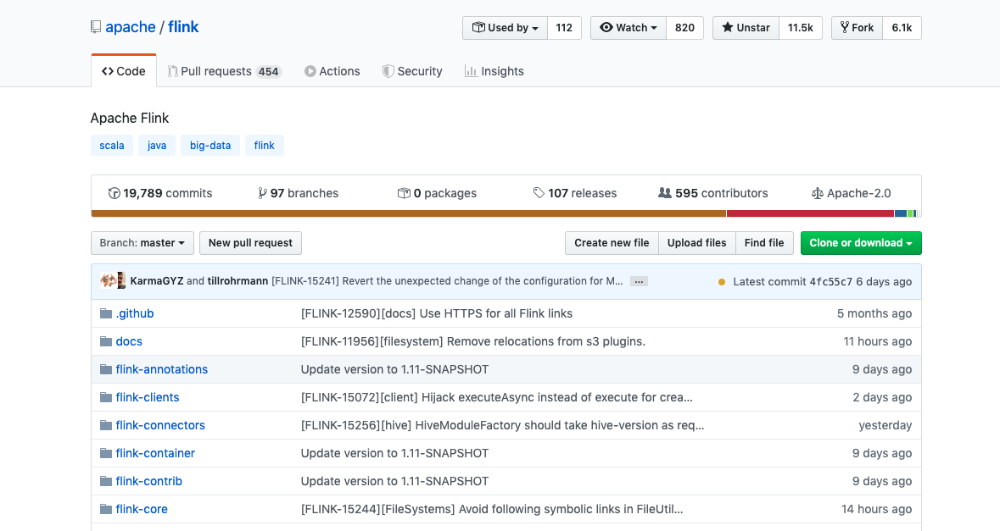 apache / flink
Used by 112 Watch 820 Unstar 11.5k Fork 6.1k
Code Pull requests 454 Actions Security Insights
Apache Flink
scala java big-data flink
19,789 commits 97 branches 0 packages 107 releases 595 contributors Apache-2.0
Branch: master New pull request Create new file Upload files Find file Clone or download
KarmaGYZ and tillrohrmann [FLINK-15241] Revert the unexpected change of the configuration for M... ... Latest commit 4fc55c7 6 days ago
.github [FLINK-12590][docs] Use HTTPS for all Flink links 5 months ago
docs [FLINK-11956][filesystem] Remove relocations from s3 plugins. 11 hours ago
flink-annotations Update version to 1.11-SNAPSHOT 9 days ago
flink-clients [FLINK-15072][client] Hijack executeAsync instead of execute for crea... 2 days ago
flink-connectors [FLINK-15256][hive] HiveModuleFactory should take hive-version as req... yesterday
flink-container Update version to 1.11-SNAPSHOT 9 days ago
flink-contrib Update version to 1.11-SNAPSHOT 9 days ago
flink-core [FLINK-15244][FileSystems] Avoid following symbolic links in FileUtil... 14 hours ago